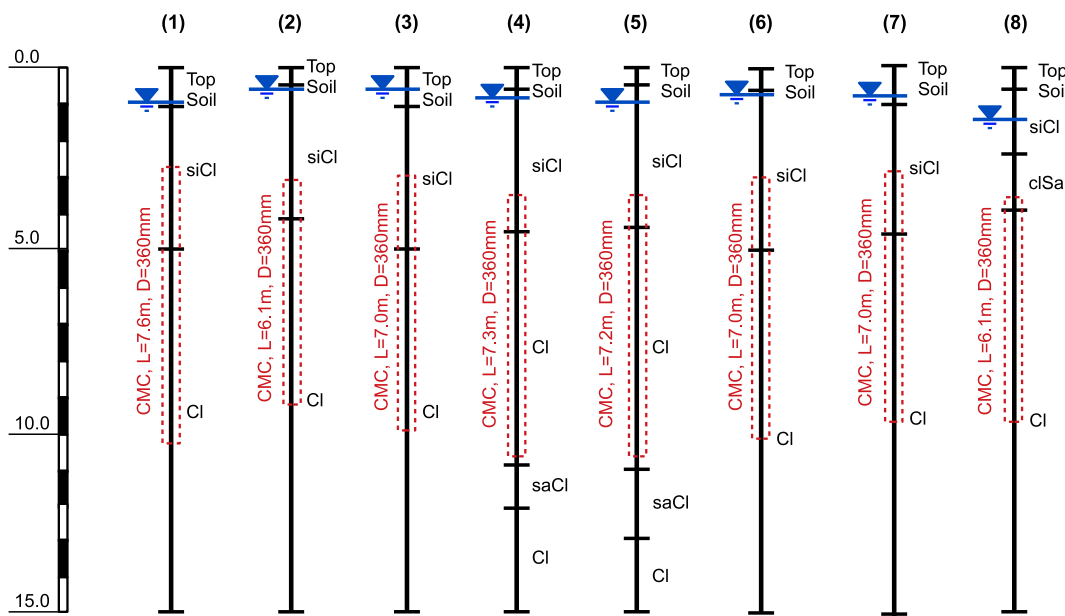 (1)
(2)
(3)
(4)
(5)
(6)
(7)
(8)
0.0
5.0
10.0
15.0
Top
Soil
siCl
CMC, L=7.6m, D=360mm
Cl
Top
Soil
siCl
CMC, L=6.1m, D=360mm
Cl
Top
Soil
siCl
CMC, L=7.0m, D=360mm
Cl
Top
Soil
siCl
CMC, L=7.3m, D=360mm
Cl
saCl
Cl
Top
Soil
siCl
CMC, L=7.2m, D=360mm
Cl
saCl
Cl
Top
Soil
siCl
CMC, L=7.0m, D=360mm
Cl
Top
Soil
siCl
CMC, L=7.0m, D=360mm
Cl
Top
Soil
siCl
clSa
CMC, L=6.1m, D=360mm
Cl